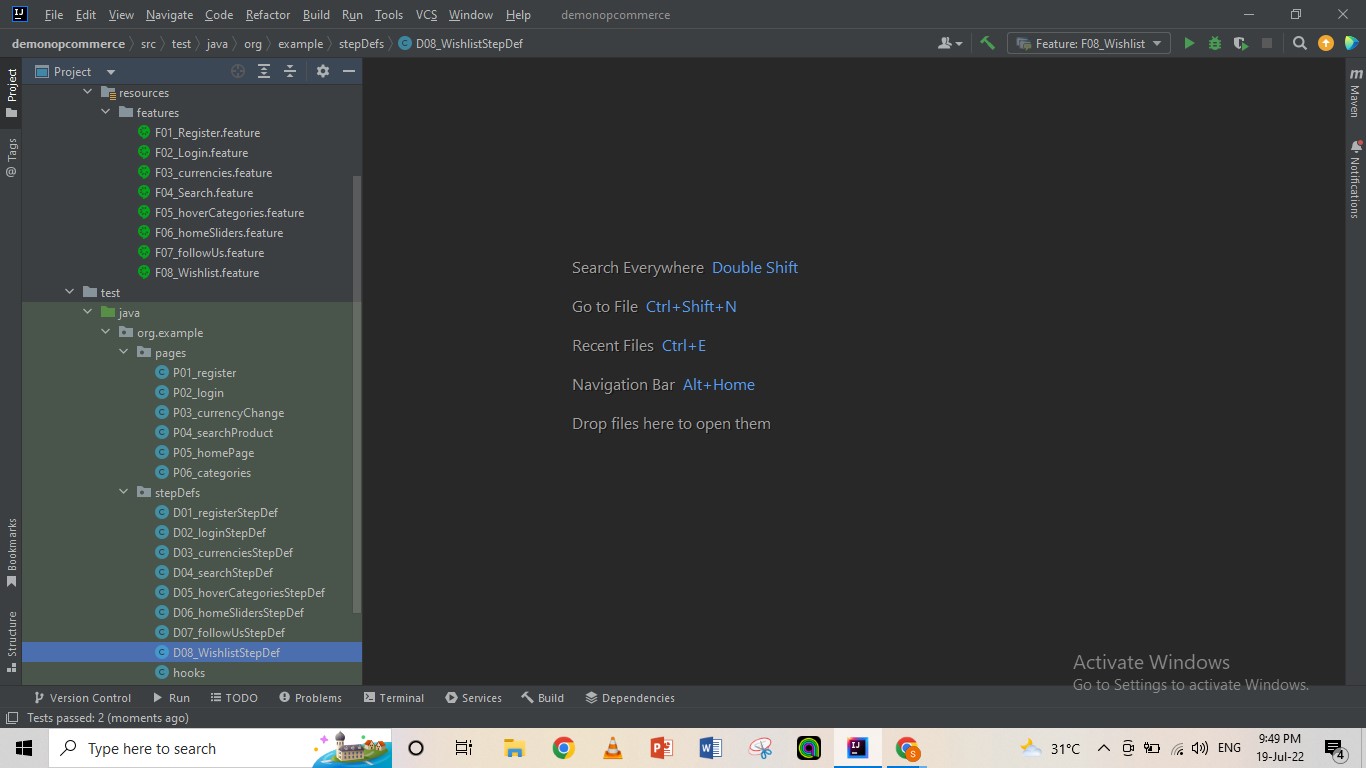 File Edit View Navigate Code Refactor Build Run Tools VCS Window Help demonopcommerce
demonopcommerce src test java org example stepDefs D08_WishlistStepDef
Feature: F08_Wishlist
Project
Project
Tags
Bookmarks
Structure
resources
features
F01_Register.feature
F02_Login.feature
F03_currencies.feature
F04_Search.feature
F05_hoverCategories.feature
F06_homeSliders.feature
F07_followUs.feature
F08_Wishlist.feature
test
java
org.example
pages
P01_register
P02_login
P03_currencyChange
P04_searchProduct
P05_homePage
P06_categories
stepDefs
D01_registerStepDef
D02_loginStepDef
D03_currenciesStepDef
D04_searchStepDef
D05_hoverCategoriesStepDef
D06_homeSlidersStepDef
D07_followUsStepDef
D08_WishlistStepDef
hooks
Search Everywhere Double Shift
Go to File Ctrl+Shift+N
Recent Files Ctrl+E
Navigation Bar Alt+Home
Drop files here to open them
Maven
Notifications
Activate Windows
Go to Settings to activate Windows.
Version Control Run TODO Problems Terminal Services Build Dependencies
Tests passed: 2 (moments ago)
Type here to search
31°C
ENG
9:49 PM
19-Jul-22
4